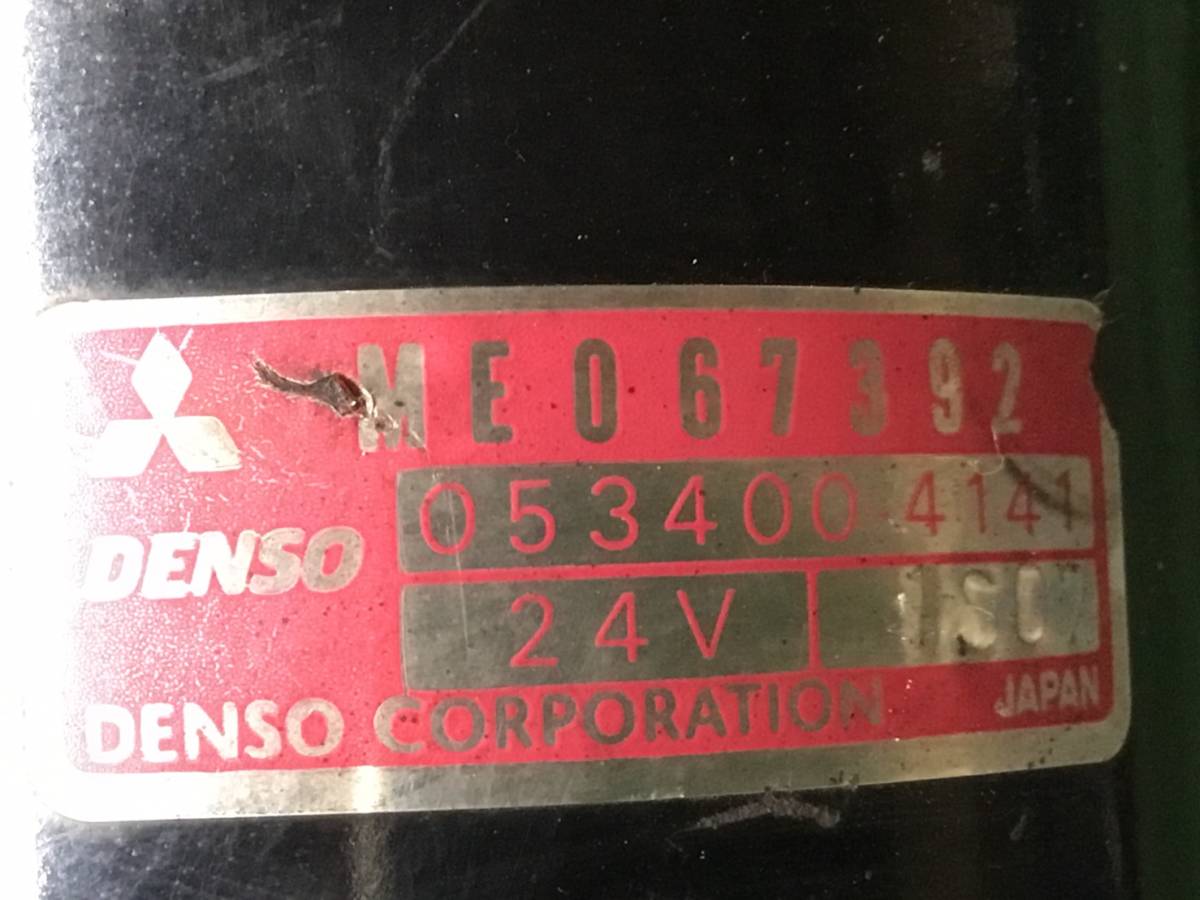 ME067392
DENSO
053400-4141
24V
DENSO CORPORATION
JAPAN